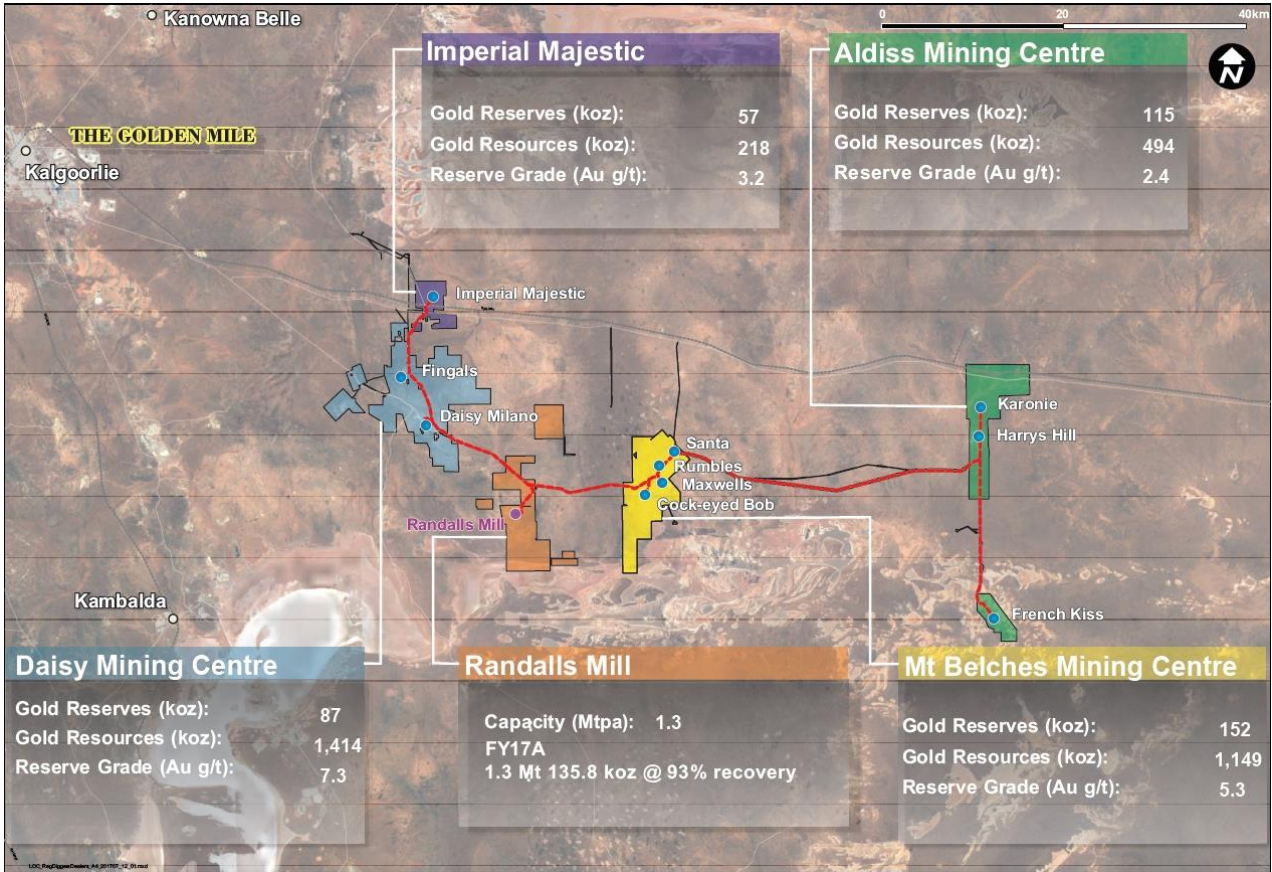 Kanowna Belle
0 20 40km
N
THE GOLDEN MILE
Kalgoorlie
Imperial Majestic
Gold Reserves (koz): 57
Gold Resources (koz): 218
Reserve Grade (Au g/t): 3.2
Aldiss Mining Centre
Gold Reserves (koz): 115
Gold Resources (koz): 494
Reserve Grade (Au g/t): 2.4
Imperial Majestic
Fingals
Daisy Milano
Karonie
Harrys Hill
Santa
Rumbles
Maxwells
Cock-eyed Bob
Randalls Mill
Kambalda
French Kiss
Daisy Mining Centre
Gold Reserves (koz): 87
Gold Resources (koz): 1,414
Reserve Grade (Au g/t): 7.3
Randalls Mill
Capacity (Mtpa): 1.3
FY17A
1.3 Mt 135.8 koz @ 93% recovery
Mt Belches Mining Centre
Gold Reserves (koz): 152
Gold Resources (koz): 1,149
Reserve Grade (Au g/t): 5.3